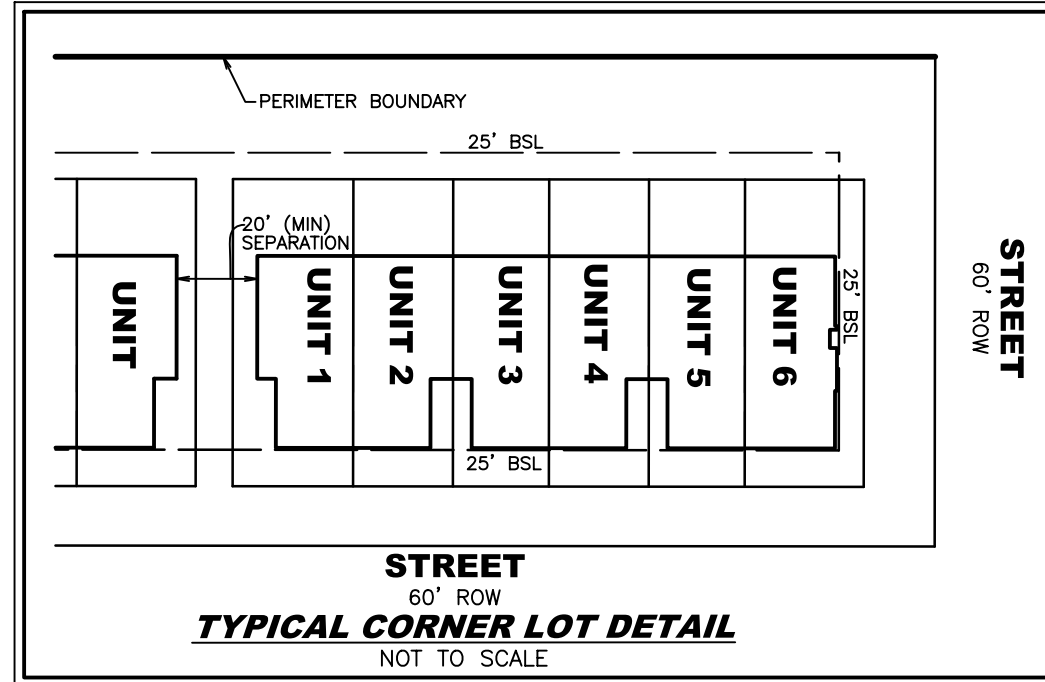 PERIMETER BOUNDARY
25' BSL
20' (MIN)
SEPARATION
UNIT
UNIT 1
UNIT 2
UNIT 3
UNIT 4
UNIT 5
UNIT 6
25' BSL
STREET
60' ROW
25' BSL
STREET
60' ROW
TYPICAL CORNER LOT DETAIL
NOT TO SCALE